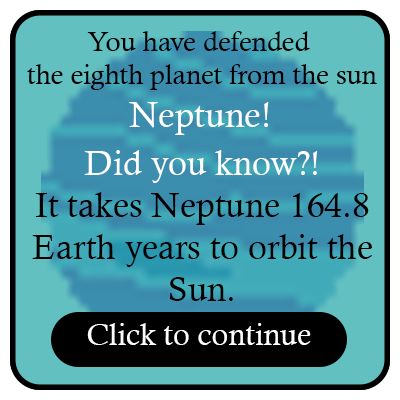 You have defended
the eighth planet from the sun
Neptune!
Did you know?!
It takes Neptune 164.8
Earth years to orbit the
Sun.
Click to continue